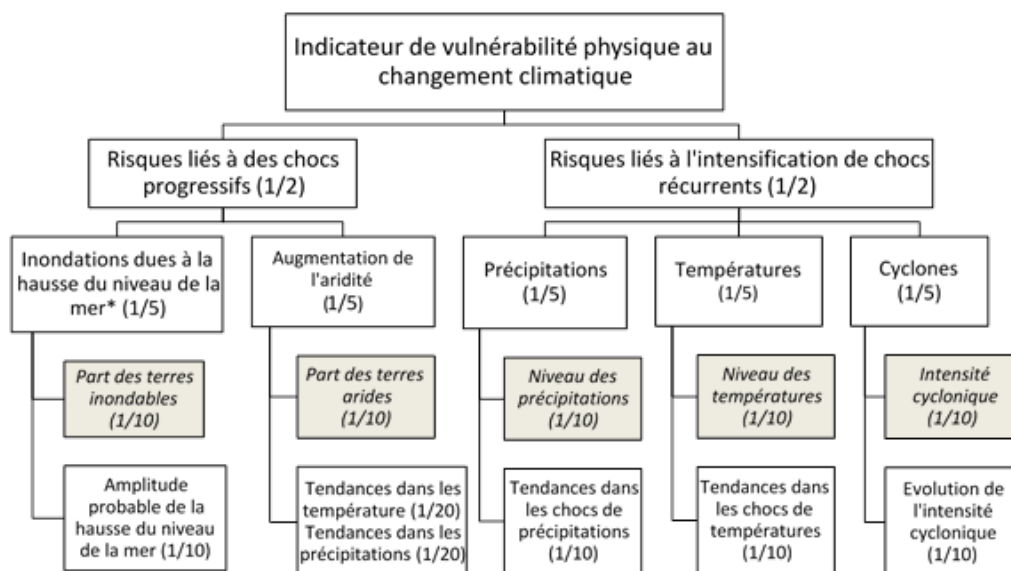 Indicateur de vulnérabilité physique au
changement climatique
Risques liés à des chocs
progressifs (1/2)
Risques liés à l'intensification de chocs
récurrents (1/2)
Inondations dues à la
hausse du niveau de la
mer* (1/5)
Augmentation de
l'aridité
(1/5)
Précipitations
(1/5)
Températures
(1/5)
Cyclones
(1/5)
Part des terres
inondables
(1/10)
Part des terres
arides
(1/10)
Niveau des
précipitations
(1/10)
Niveau des
températures
(1/10)
Intensité
cyclonique
(1/10)
Amplitude
probable de la
hausse du niveau
de la mer (1/10)
Tendances dans les
température (1/20)
Tendances dans les
précipitations (1/20)
Tendances dans
les chocs de
précipitations
(1/10)
Tendances dans
les chocs de
températures
(1/10)
Evolution de
l'intensité
cyclonique
(1/10)